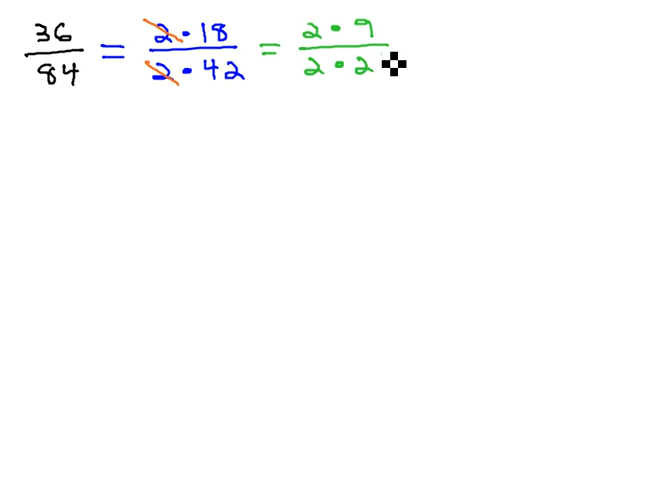 36/84 = 2 · 18/2 · 42 = 2 · 9/2 · 2